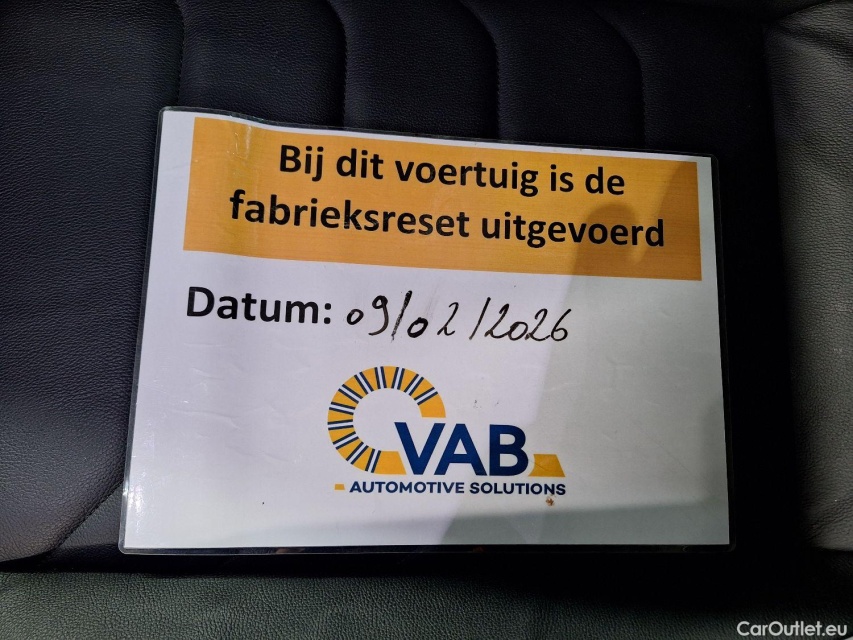 Bij dit voertuig is de
fabrieksreset uitgevoerd
Datum: 09/02/2026
VAB
AUTOMOTIVE SOLUTIONS
CarOutlet.eu